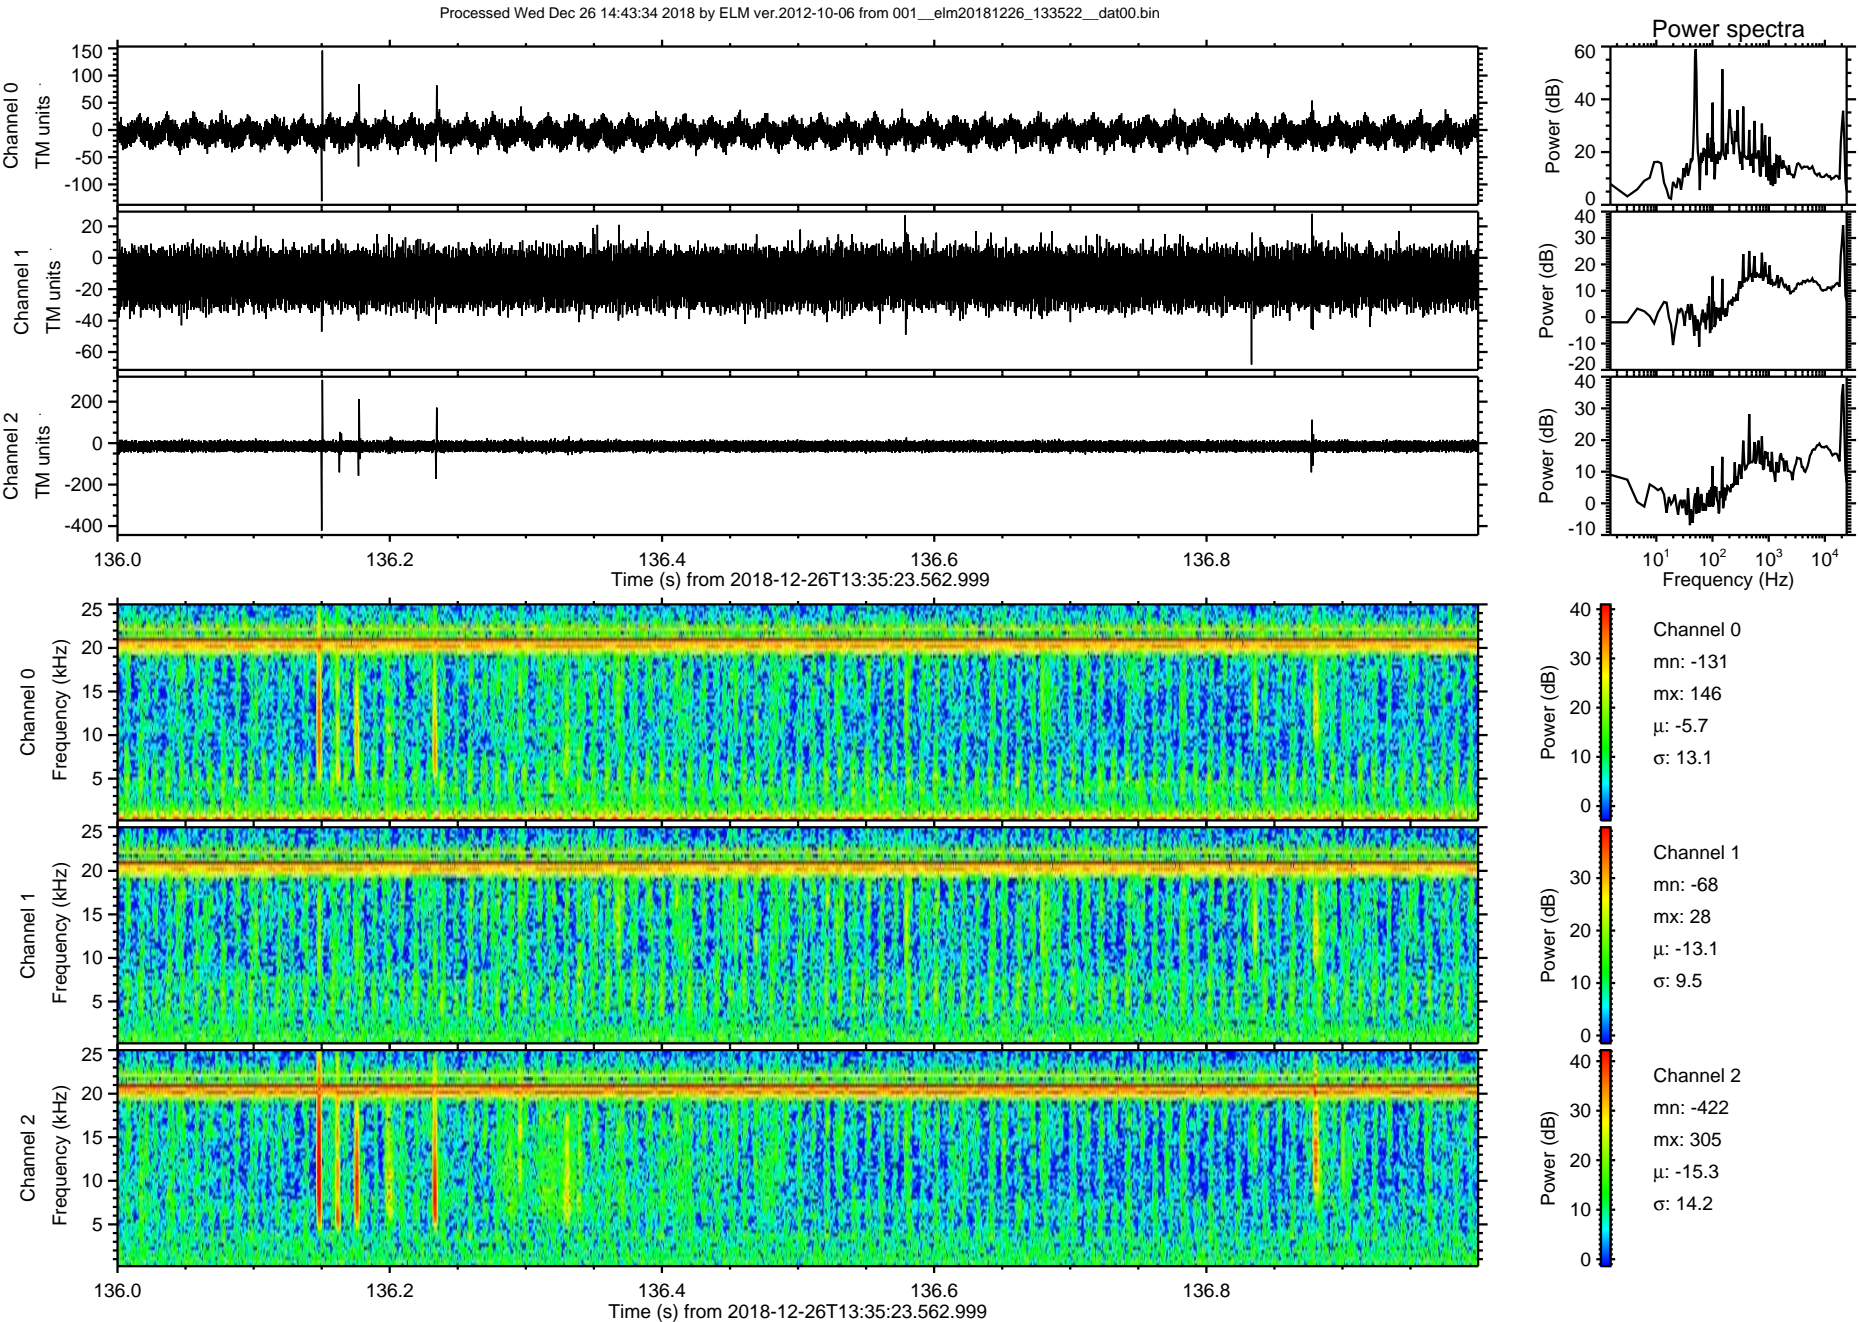 Processed Wed Dec 26 14:43:34 2018 by ELM ver.2012-10-06 from 001__elm20181226_133522__dat00.bin
Power spectra
Channel 0
TM units
150
100
50
0
-50
-100
Power (dB)
60
40
20
0
Channel 1
TM units
20
0
-20
-40
-60
Power (dB)
40
30
20
10
0
-10
-20
Channel 2
TM units
200
0
-200
-400
Power (dB)
40
30
20
10
0
-10
136.0 136.2 136.4 136.6 136.8
Time (s) from 2018-12-26T13:35:23.562.999
10¹ 10² 10³ 10⁴
Frequency (Hz)
Channel 0
Frequency (kHz)
25
20
15
10
5
Power (dB)
40
30
20
10
0
Channel 0
mn: -131
mx: 146
μ: -5.7
σ: 13.1
Channel 1
Frequency (kHz)
25
20
15
10
5
Power (dB)
30
20
10
0
Channel 1
mn: -68
mx: 28
μ: -13.1
σ: 9.5
Channel 2
Frequency (kHz)
25
20
15
10
5
Power (dB)
40
30
20
10
0
Channel 2
mn: -422
mx: 305
μ: -15.3
σ: 14.2
136.0 136.2 136.4 136.6 136.8
Time (s) from 2018-12-26T13:35:23.562.999